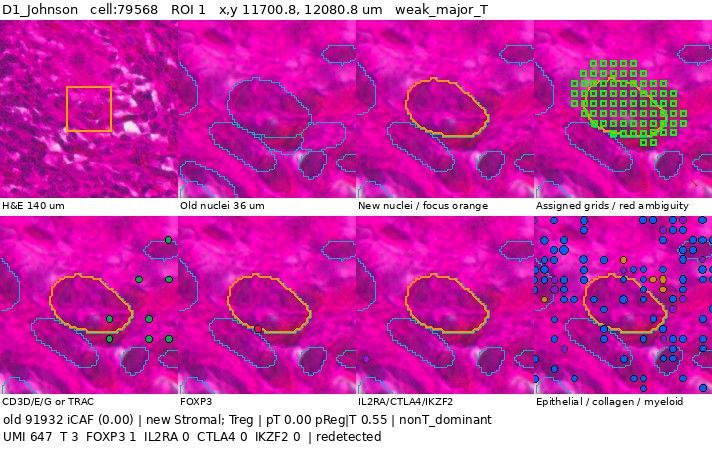 D1_Johnson   cell:79568   ROI 1   x,y 11700.8, 12080.8 um   weak_major_T
H&E 140 um
Old nuclei 36 um
New nuclei / focus orange
Assigned grids / red ambiguity
CD3D/E/G or TRAC
FOXP3
IL2RA/CTLA4/IKZF2
Epithelial / collagen / myeloid
old 91932 iCAF (0.00) | new Stromal; Treg | pT 0.00 pReg|T 0.55 | nonT_dominant
UMI 647  T 3  FOXP3 1  IL2RA 0  CTLA4 0  IKZF2 0  | redetected